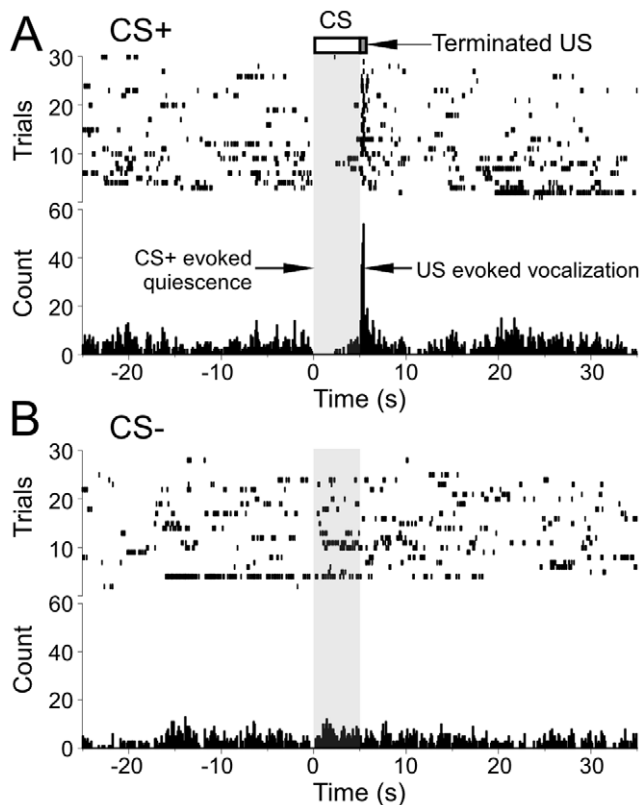 A CS+ CS
Terminated US
30
20
Trials
10
60
40
Count
CS+ evoked
quiescence
US evoked vocalization
20
0
-20 -10 0 10 20 30
Time (s)
B CS-
30
20
Trials
10
60
40
Count
20
0
-20 -10 0 10 20 30
Time (s)